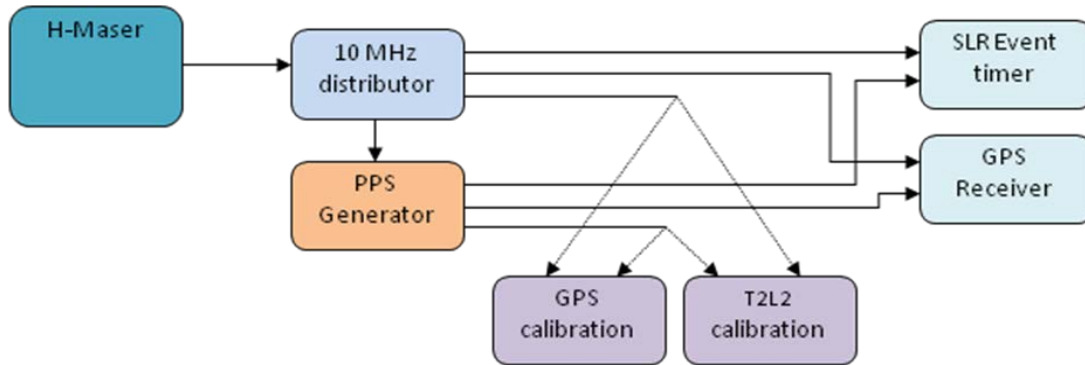 H-Maser
10 MHz
distributor
SLR Event
timer
PPS
Generator
GPS
Receiver
GPS
calibration
T2L2
calibration